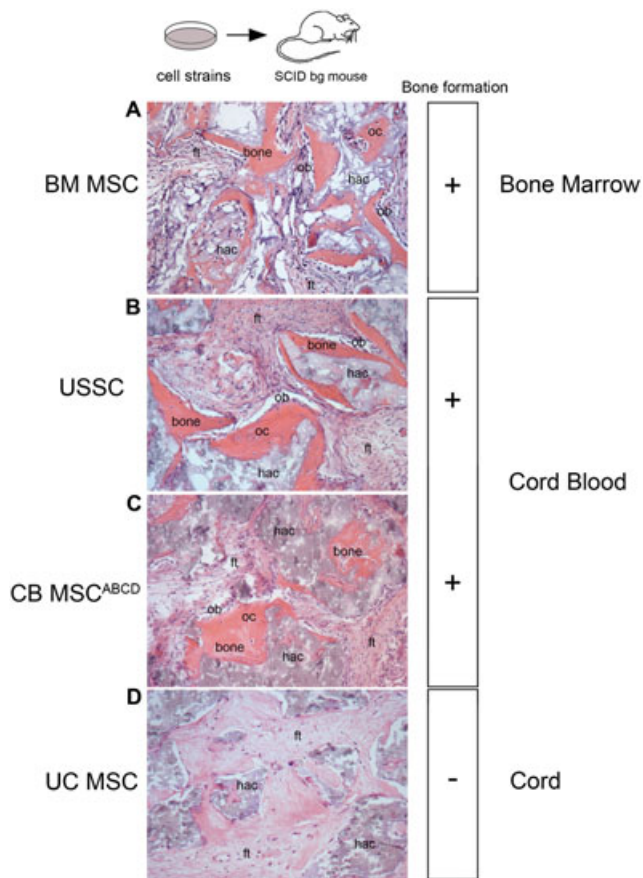 cell strains
SCID bg mouse
Bone formation
A
ft
bone
ob
oc
hac
ob
hac
ft
BM MSC
+
Bone Marrow
B
ft
bone
ob
hac
ob
bone
oc
ft
hac
USSC
+
Cord Blood
C
hac
bone
ft
ob
oc
bone
hac
ft
CB MSC^ABCD
+
D
ft
hac
hac
ft
UC MSC
-
Cord